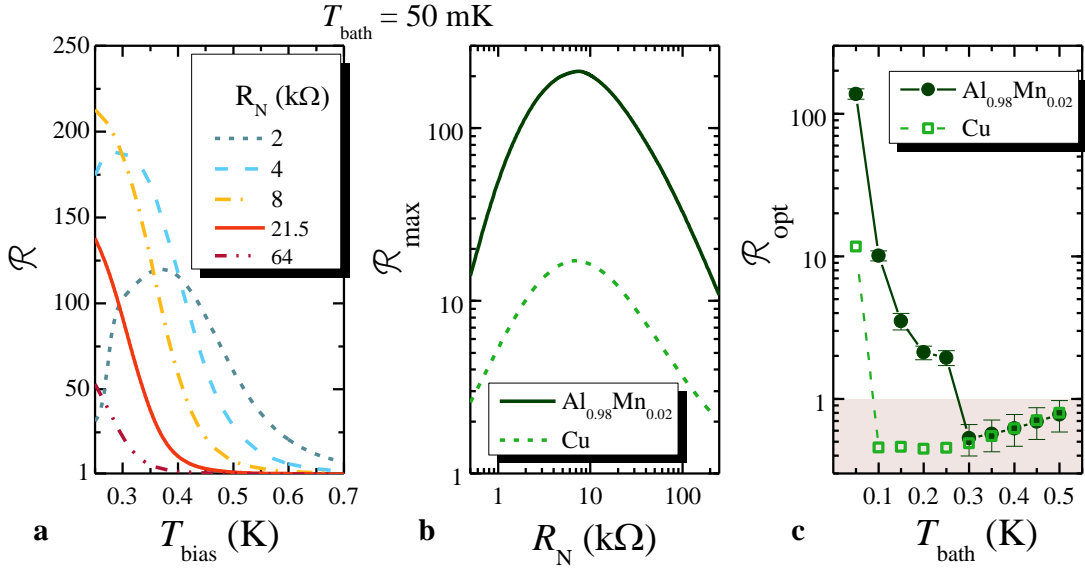 T_bath = 50 mK
250
200
150
100
50
1
ℛ
R_N (kΩ)
2
4
8
21.5
64
0.3 0.4 0.5 0.6 0.7
a
T_bias (K)
100
10
1
ℛ_max
Al_0.98Mn_0.02
Cu
1 10 100
b
R_N (kΩ)
100
10
1
ℛ_opt
Al_0.98Mn_0.02
Cu
0.1 0.2 0.3 0.4 0.5
c
T_bath (K)